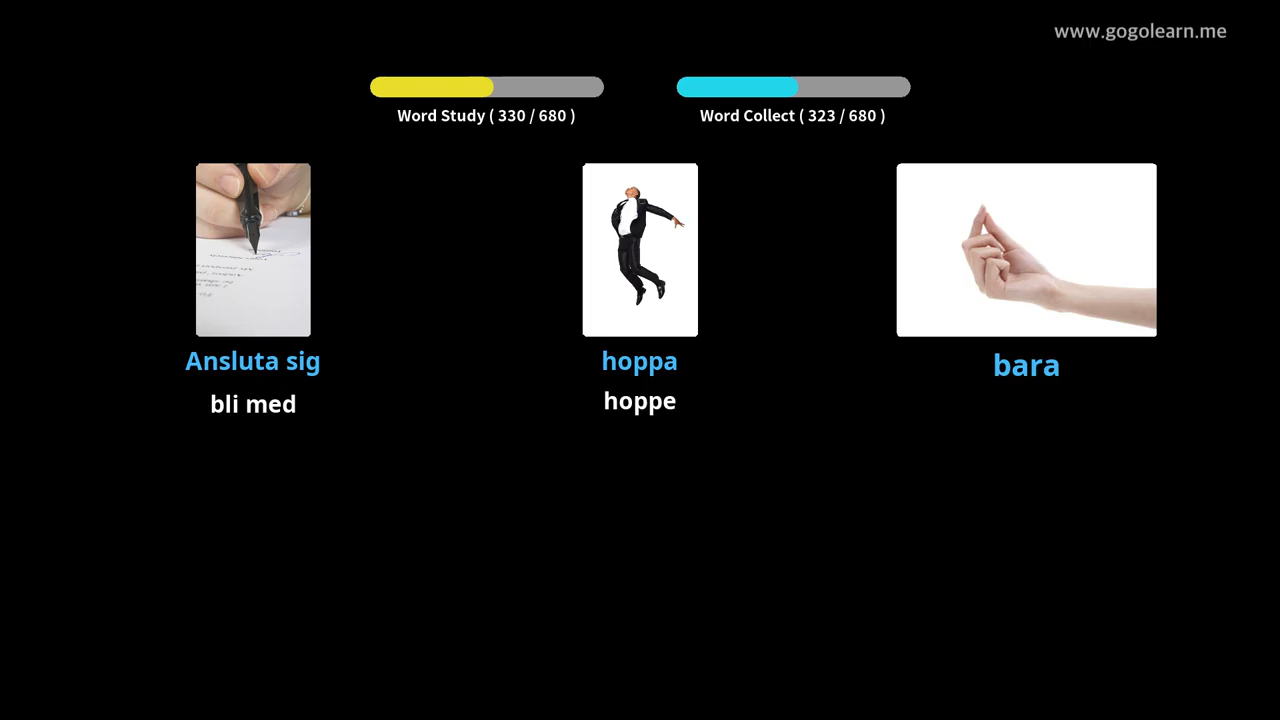 www.gogolearn.me
Word Study ( 330 / 680 )
Word Collect ( 323 / 680 )
Ansluta sig
bli med
hoppa
hoppe
bara